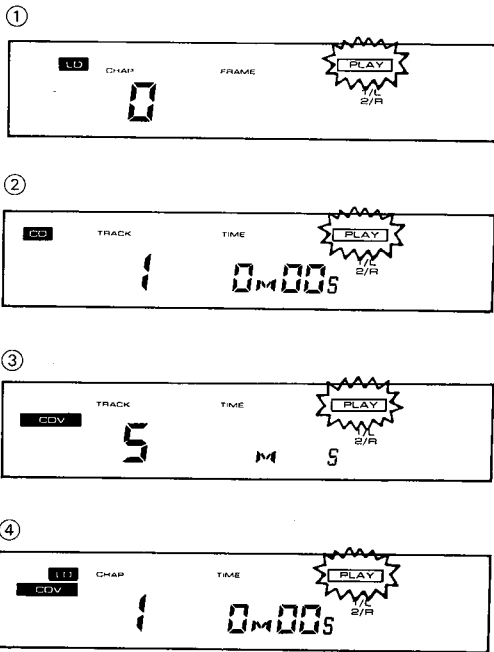 ①
LD CHAP FRAME PLAY
0
1/L
2/R
②
CD TRACK TIME PLAY
1 0M00S
1/L
2/R
③
TRACK TIME PLAY
CDV
5 M S
1/L
2/R
④
LD CHAP TIME PLAY
CDV
1 0M00S
1/L
2/R